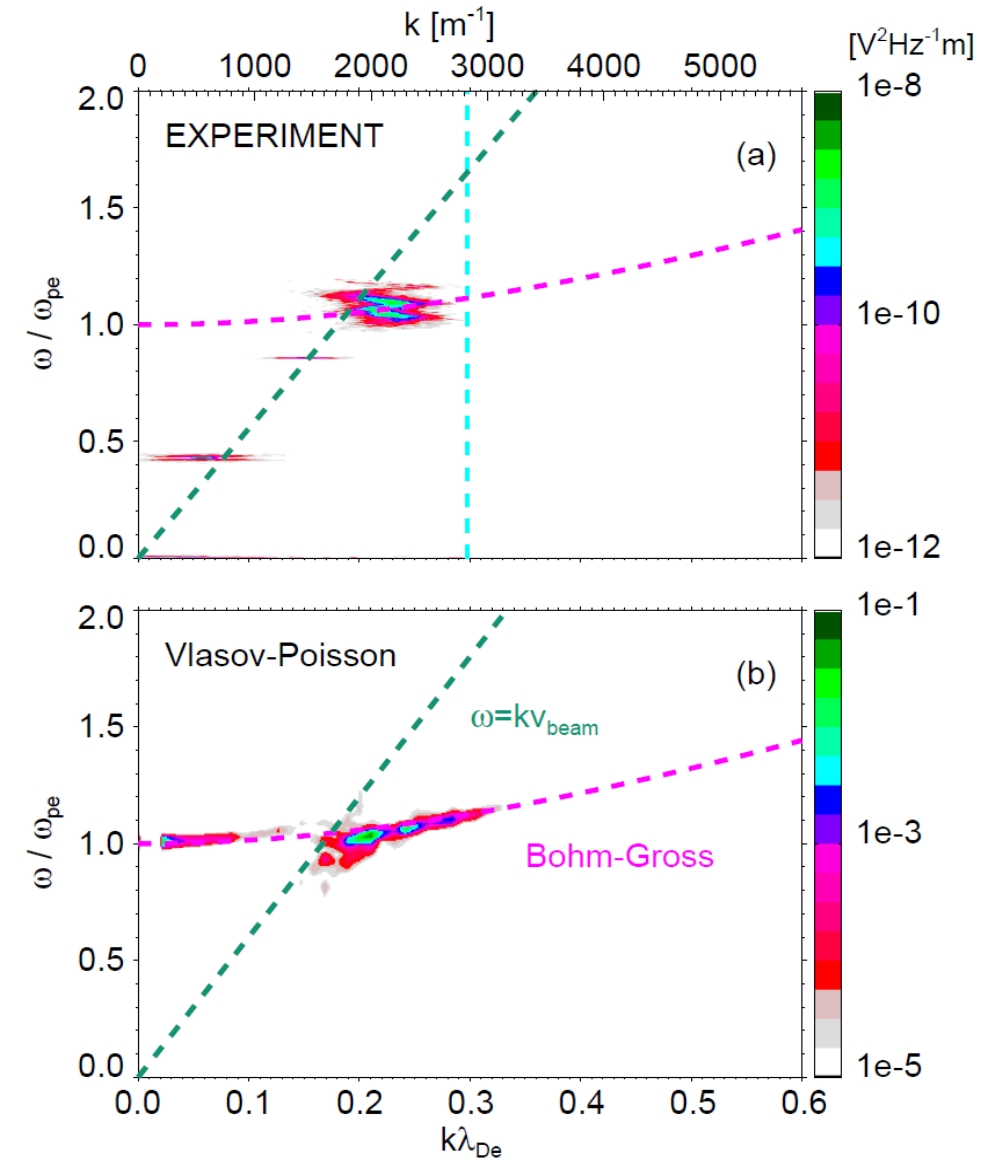 k [m⁻¹]
[V²Hz⁻¹m]
0 1000 2000 3000 4000 5000
1e-8
2.0
EXPERIMENT
(a)
1.5
1e-10
1.0
ω / ωpe
0.5
0.0
1e-12
2.0
1e-1
Vlasov-Poisson
(b)
1.5
ω=kvbeam
1.0
1e-3
Bohm-Gross
ω / ωpe
0.5
0.0
1e-5
0.0 0.1 0.2 0.3 0.4 0.5 0.6
kλDe